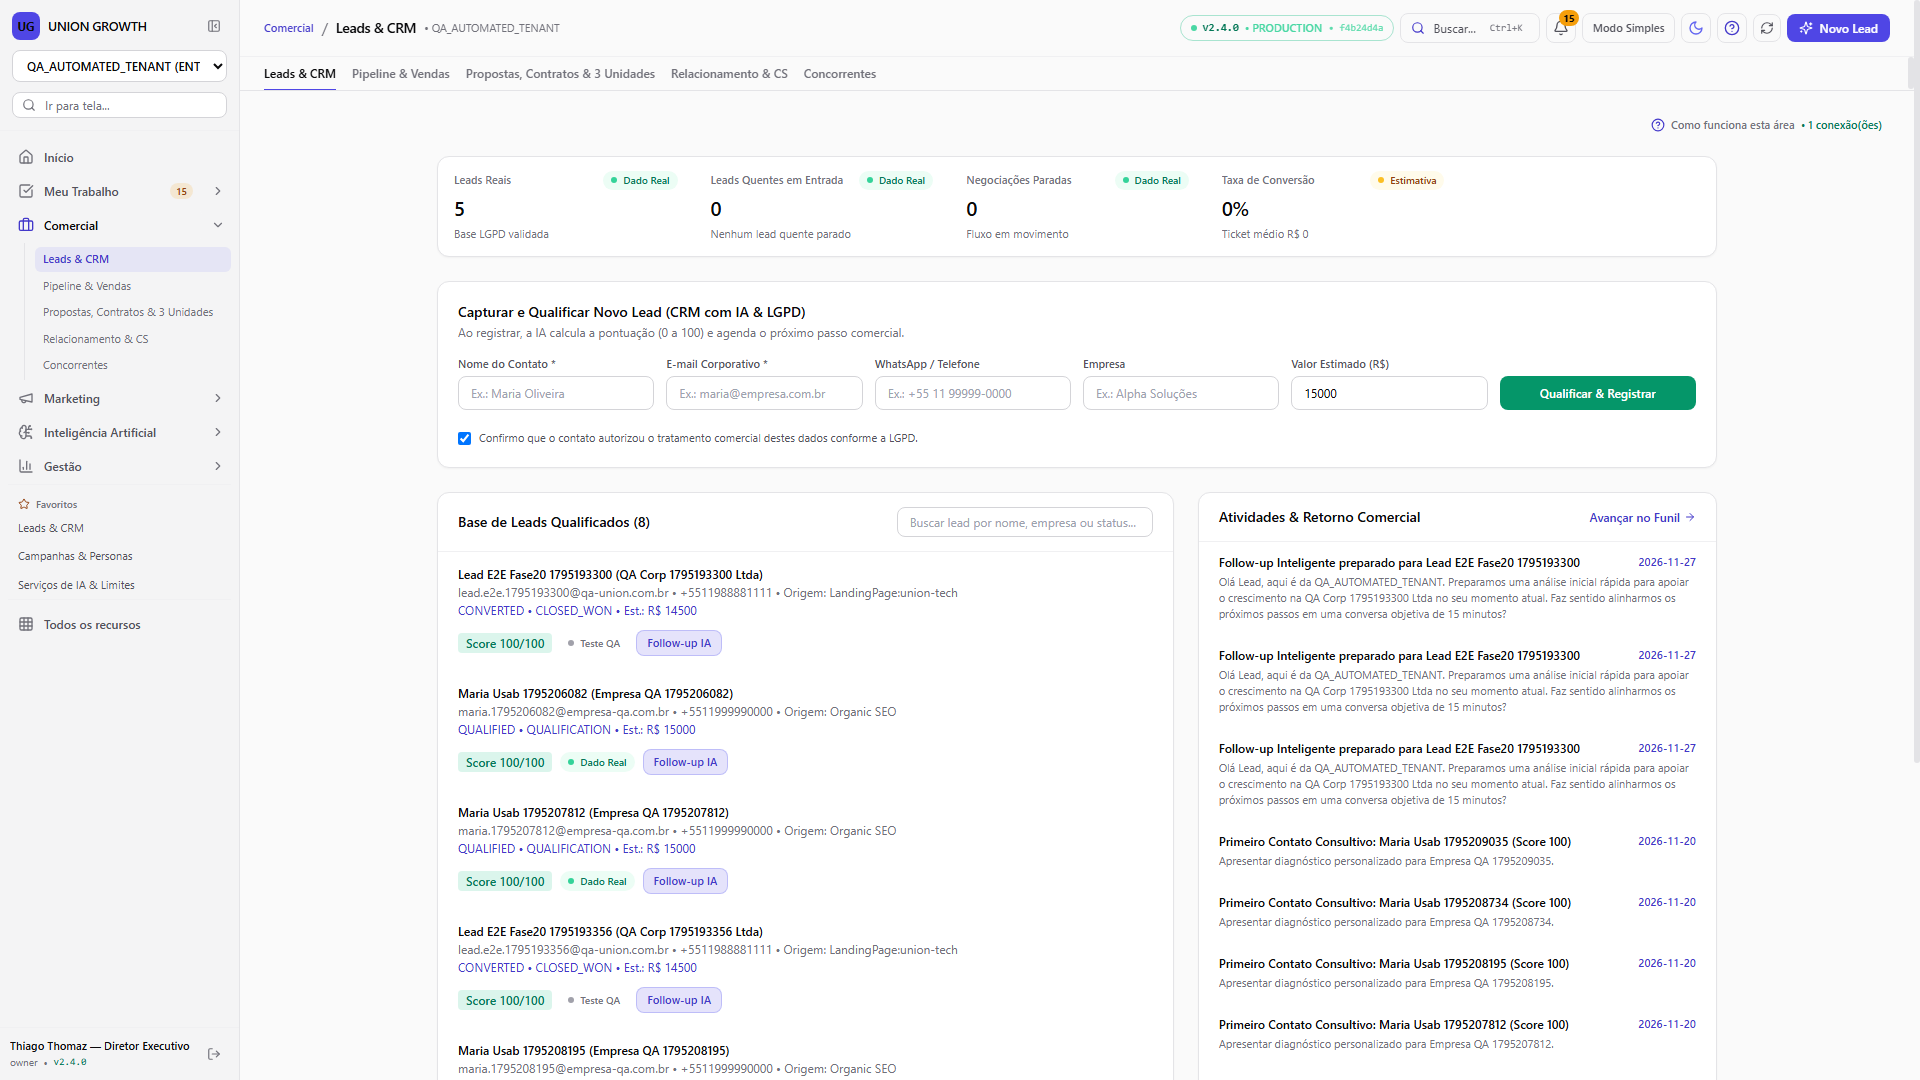 UG UNION GROWTH
QA_AUTOMATED_TENANT (ENT
Ir para tela...
Início
Meu Trabalho 15
Comercial
Leads & CRM
Pipeline & Vendas
Propostas, Contratos & 3 Unidades
Relacionamento & CS
Concorrentes
Marketing
Inteligência Artificial
Gestão
Favoritos
Leads & CRM
Campanhas & Personas
Serviços de IA & Limites
Todos os recursos
Thiago Thomaz — Diretor Executivo
owner • v2.4.0
Comercial / Leads & CRM • QA_AUTOMATED_TENANT
v2.4.0 • PRODUCTION • f4b24d4a
Buscar... Ctrl+K
15
Modo Simples
Novo Lead
Leads & CRM Pipeline & Vendas Propostas, Contratos & 3 Unidades Relacionamento & CS Concorrentes
Como funciona esta área • 1 conexão(ões)
Leads Reais Dado Real
5
Base LGPD validada
Leads Quentes em Entrada Dado Real
0
Nenhum lead quente parado
Negociações Paradas Dado Real
0
Fluxo em movimento
Taxa de Conversão Estimativa
0%
Ticket médio R$ 0
Capturar e Qualificar Novo Lead (CRM com IA & LGPD)
Ao registrar, a IA calcula a pontuação (0 a 100) e agenda o próximo passo comercial.
Nome do Contato * E-mail Corporativo * WhatsApp / Telefone Empresa Valor Estimado (R$)
Ex.: Maria Oliveira Ex.: maria@empresa.com.br Ex.: +55 11 99999-0000 Ex.: Alpha Soluções 15000 Qualificar & Registrar
Confirmo que o contato autorizou o tratamento comercial destes dados conforme a LGPD.
Base de Leads Qualificados (8)
Buscar lead por nome, empresa ou status...
Lead E2E Fase20 1795193300 (QA Corp 1795193300 Ltda)
lead.e2e.1795193300@qa-union.com.br • +5511988881111 • Origem: LandingPage:union-tech
CONVERTED • CLOSED_WON • Est.: R$ 14500
Score 100/100 Teste QA Follow-up IA
Maria Usab 1795206082 (Empresa QA 1795206082)
maria.1795206082@empresa-qa.com.br • +5511999990000 • Origem: Organic SEO
QUALIFIED • QUALIFICATION • Est.: R$ 15000
Score 100/100 Dado Real Follow-up IA
Maria Usab 1795207812 (Empresa QA 1795207812)
maria.1795207812@empresa-qa.com.br • +5511999990000 • Origem: Organic SEO
QUALIFIED • QUALIFICATION • Est.: R$ 15000
Score 100/100 Dado Real Follow-up IA
Lead E2E Fase20 1795193356 (QA Corp 1795193356 Ltda)
lead.e2e.1795193356@qa-union.com.br • +5511988881111 • Origem: LandingPage:union-tech
CONVERTED • CLOSED_WON • Est.: R$ 14500
Score 100/100 Teste QA Follow-up IA
Maria Usab 1795208195 (Empresa QA 1795208195)
maria.1795208195@empresa-qa.com.br • +5511999990000 • Origem: Organic SEO
Atividades & Retorno Comercial Avançar no Funil
Follow-up Inteligente preparado para Lead E2E Fase20 1795193300 2026-11-27
Olá Lead, aqui é da QA_AUTOMATED_TENANT. Preparamos uma análise inicial rápida para apoiar
o crescimento na QA Corp 1795193300 Ltda no seu momento atual. Faz sentido alinharmos os
próximos passos em uma conversa objetiva de 15 minutos?
Follow-up Inteligente preparado para Lead E2E Fase20 1795193300 2026-11-27
Olá Lead, aqui é da QA_AUTOMATED_TENANT. Preparamos uma análise inicial rápida para apoiar
o crescimento na QA Corp 1795193300 Ltda no seu momento atual. Faz sentido alinharmos os
próximos passos em uma conversa objetiva de 15 minutos?
Follow-up Inteligente preparado para Lead E2E Fase20 1795193300 2026-11-27
Olá Lead, aqui é da QA_AUTOMATED_TENANT. Preparamos uma análise inicial rápida para apoiar
o crescimento na QA Corp 1795193300 Ltda no seu momento atual. Faz sentido alinharmos os
próximos passos em uma conversa objetiva de 15 minutos?
Primeiro Contato Consultivo: Maria Usab 1795209035 (Score 100) 2026-11-20
Apresentar diagnóstico personalizado para Empresa QA 1795209035.
Primeiro Contato Consultivo: Maria Usab 1795208734 (Score 100) 2026-11-20
Apresentar diagnóstico personalizado para Empresa QA 1795208734.
Primeiro Contato Consultivo: Maria Usab 1795208195 (Score 100) 2026-11-20
Apresentar diagnóstico personalizado para Empresa QA 1795208195.
Primeiro Contato Consultivo: Maria Usab 1795207812 (Score 100) 2026-11-20
Apresentar diagnóstico personalizado para Empresa QA 1795207812.